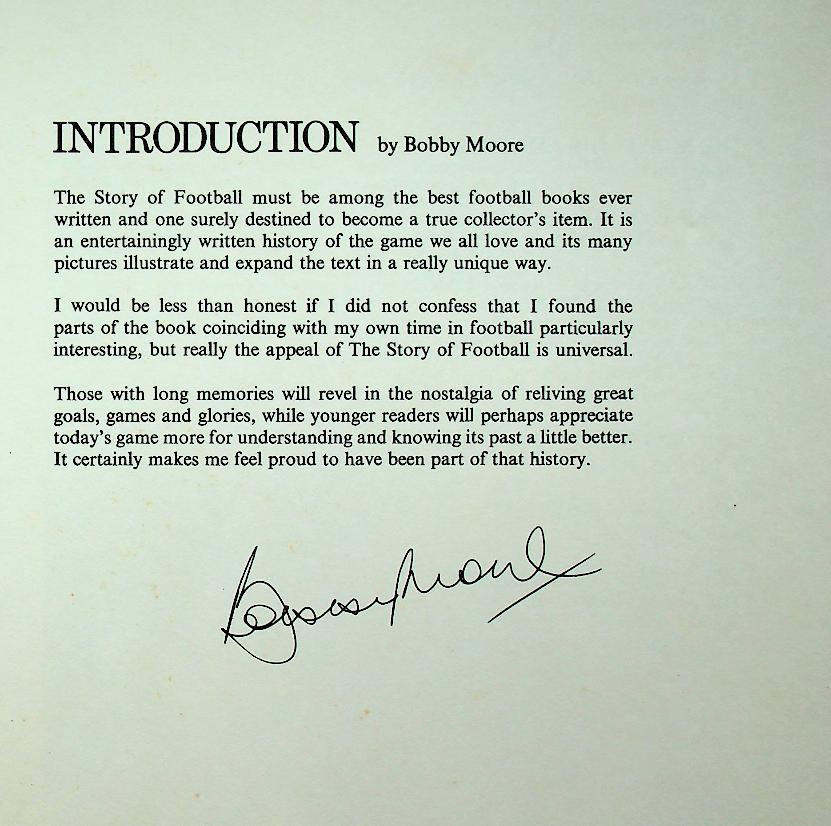 INTRODUCTION by Bobby Moore
The Story of Football must be among the best football books ever
written and one surely destined to become a true collector's item. It is
an entertainingly written history of the game we all love and its many
pictures illustrate and expand the text in a really unique way.
I would be less than honest if I did not confess that I found the
parts of the book coinciding with my own time in football particularly
interesting, but really the appeal of The Story of Football is universal.
Those with long memories will revel in the nostalgia of reliving great
goals, games and glories, while younger readers will perhaps appreciate
today's game more for understanding and knowing its past a little better.
It certainly makes me feel proud to have been part of that history.
Bobby Moore